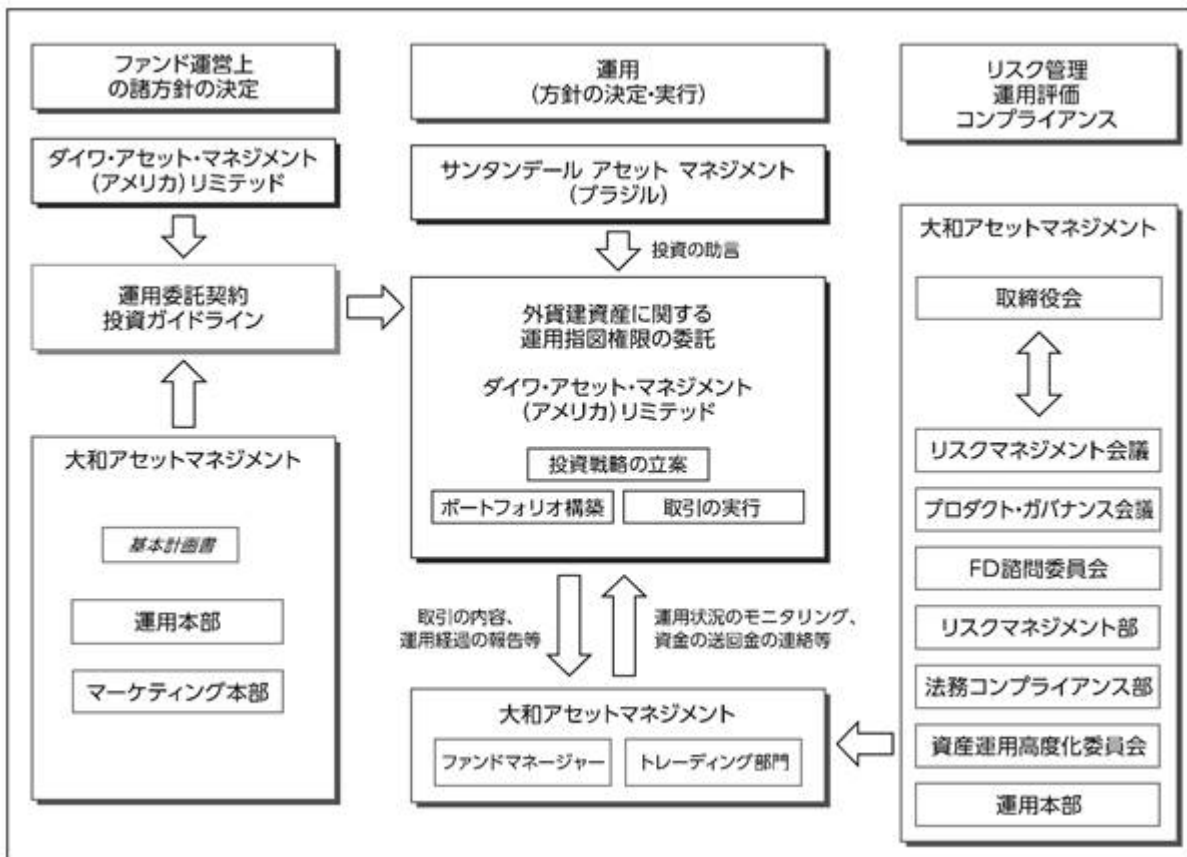 ファンド運営上
の諸方針の決定
ダイワ・アセット・マネジメント
(アメリカ)リミテッド
運用委託契約
投資ガイドライン
大和アセットマネジメント
基本計画書
運用本部
マーケティング本部
運用
(方針の決定・実行)
サンタンデール アセット マネジメント
(ブラジル)
投資の助言
外貨建資産に関する
運用指図権限の委託
ダイワ・アセット・マネジメント
(アメリカ)リミテッド
投資戦略の立案
ポートフォリオ構築
取引の実行
取引の内容、
運用経過の報告等
運用状況のモニタリング、
資金の送回金の連絡等
大和アセットマネジメント
ファンドマネージャー
トレーディング部門
リスク管理
運用評価
コンプライアンス
大和アセットマネジメント
取締役会
リスクマネジメント会議
プロダクト・ガバナンス会議
FD諮問委員会
リスクマネジメント部
法務コンプライアンス部
資産運用高度化委員会
運用本部